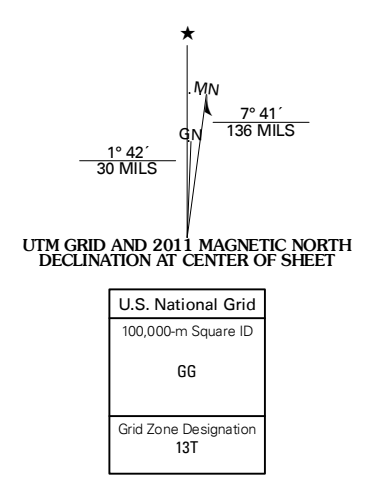 MN
7° 41´
136 MILS
GN
1° 42´
30 MILS
UTM GRID AND 2011 MAGNETIC NORTH
DECLINATION AT CENTER OF SHEET
U.S. National Grid
100,000-m Square ID
GG
Grid Zone Designation
13T